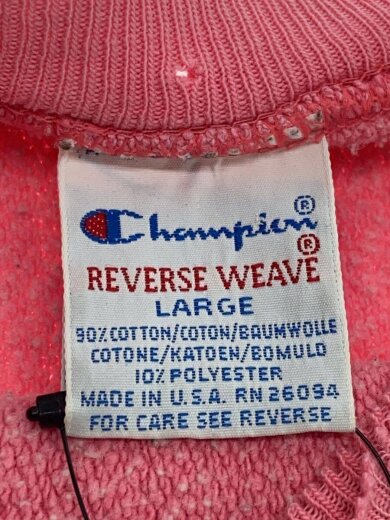 Champion®
REVERSE WEAVE®
LARGE
90% COTTON/COTON/BAUMWOLLE
COTONE/KATOEN/BOMULD
10% POLYESTER
MADE IN U.S.A. RN 26094
FOR CARE SEE REVERSE